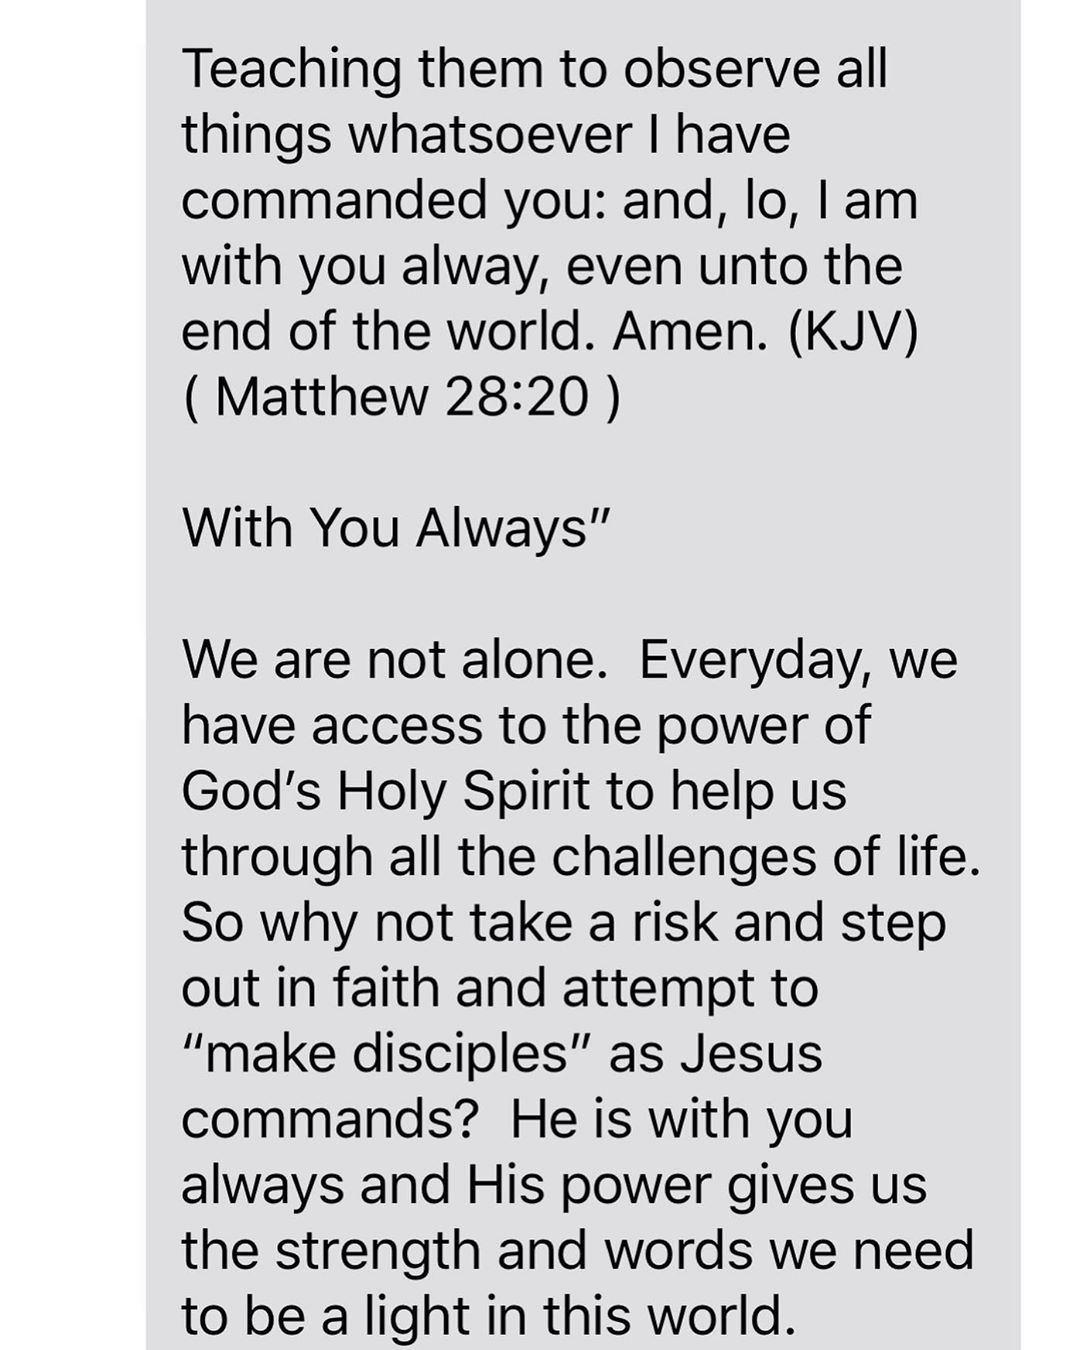 Teaching them to observe all
things whatsoever I have
commanded you: and, lo, I am
with you alway, even unto the
end of the world. Amen. (KJV)
( Matthew 28:20 )
With You Always”
We are not alone.  Everyday, we
have access to the power of
God’s Holy Spirit to help us
through all the challenges of life.
So why not take a risk and step
out in faith and attempt to
“make disciples” as Jesus
commands?  He is with you
always and His power gives us
the strength and words we need
to be a light in this world.